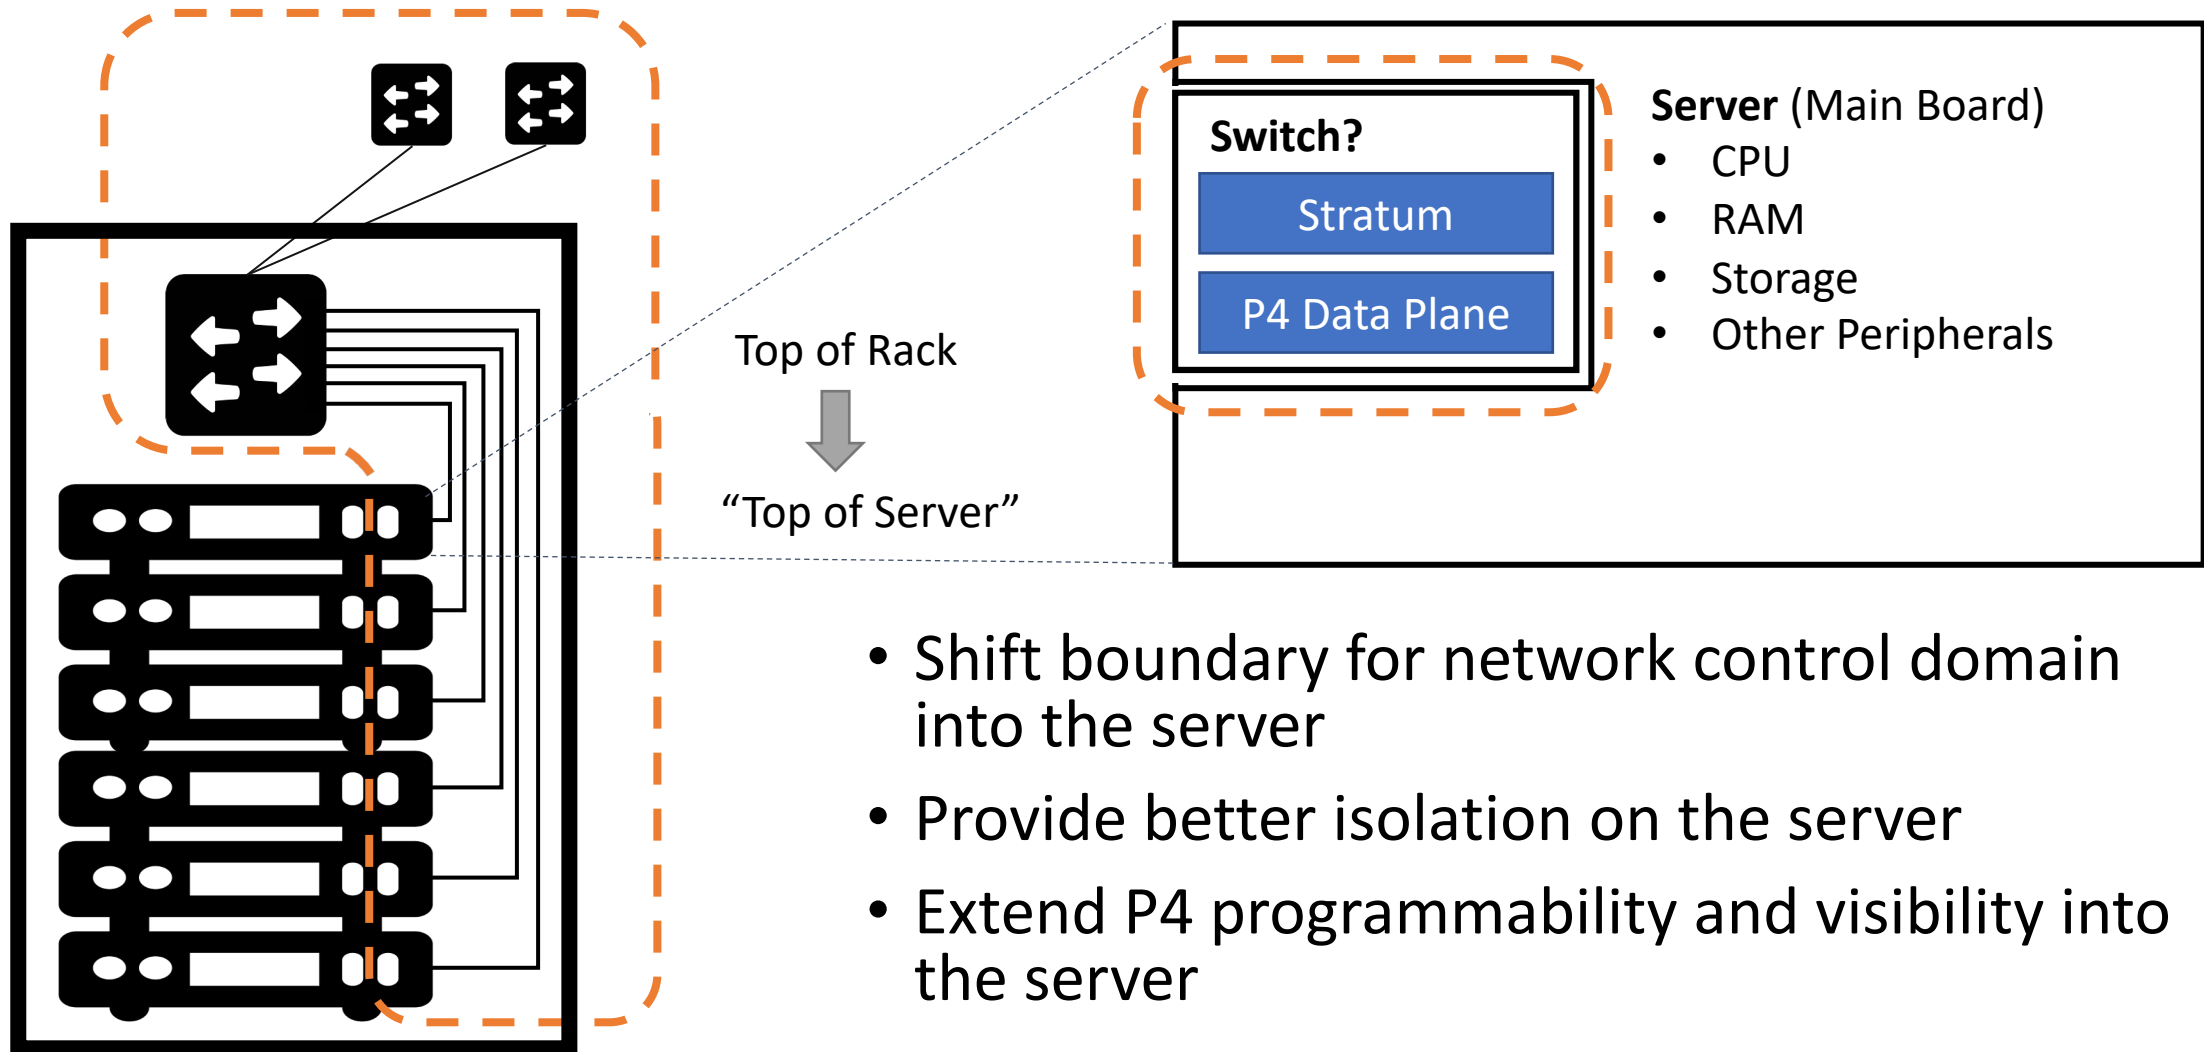 Switch?
Stratum
P4 Data Plane
Server (Main Board)
• CPU
• RAM
• Storage
• Other Peripherals
Top of Rack
“Top of Server”
• Shift boundary for network control domain
into the server
• Provide better isolation on the server
• Extend P4 programmability and visibility into
the server